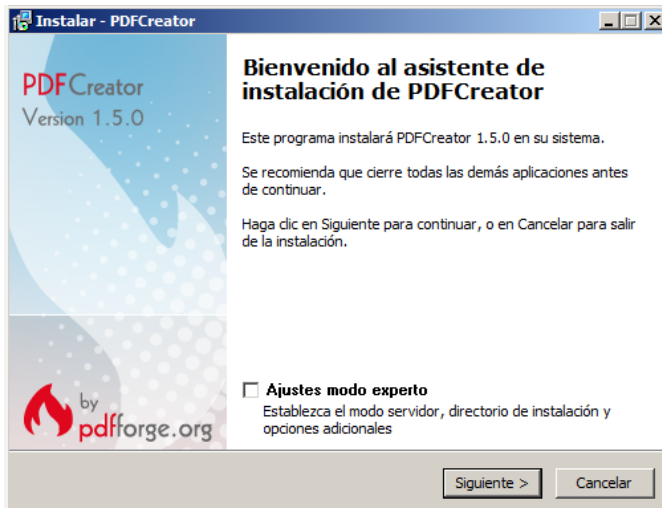 Instalar - PDFCreator
PDFCreator
Version 1.5.0
Bienvenido al asistente de
instalación de PDFCreator
Este programa instalará PDFCreator 1.5.0 en su sistema.
Se recomienda que cierre todas las demás aplicaciones antes
de continuar.
Haga clic en Siguiente para continuar, o en Cancelar para salir
de la instalación.
Ajustes modo experto
Establezca el modo servidor, directorio de instalación y
opciones adicionales
by
pdfforge.org
Siguiente >
Cancelar